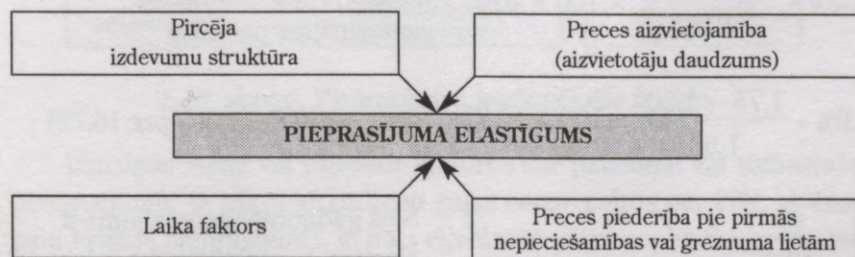 Pircēja
izdevumu struktūra
Preces aizvietojamība
(aizvietotāju daudzums)
PIEPRASĪJUMA ELASTĪGUMS
Laika faktors
Preces piederība pie pirmās
nepieciešamības vai greznuma lietām